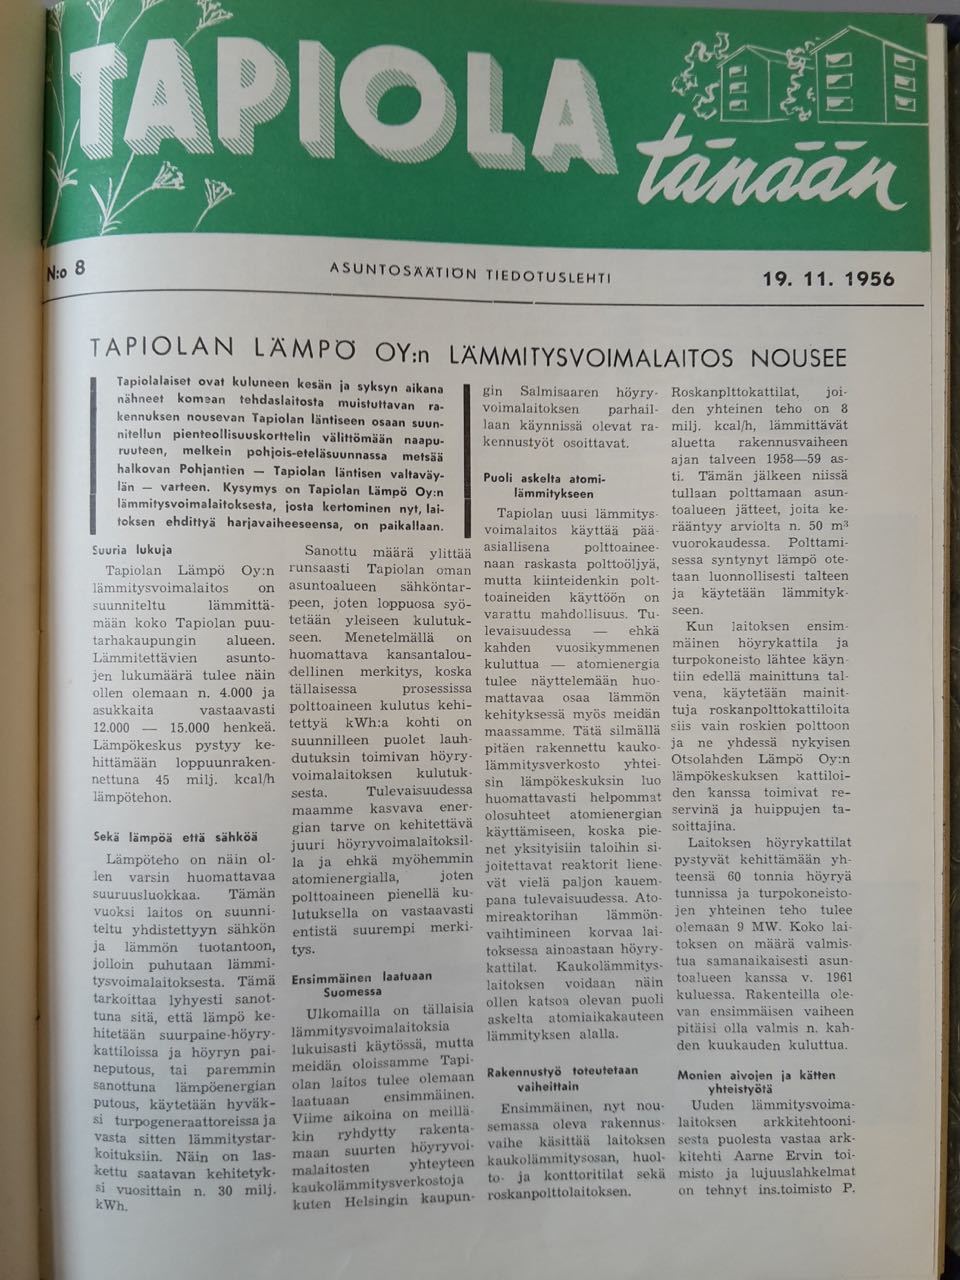 TAPIOLA
tänään
N:o 8
ASUNTOSÄÄTIÖN TIEDOTUSLEHTI
19. 11. 1956
TAPIOLAN LÄMPÖ OY:n LÄMMITYSVOIMALAITOS NOUSEE
Tapiolalaiset ovat kuluneen kesän ja syksyn aikana
nähneet komean tehdaslaitosta muistuttavan ra-
kennuksen nousevan Tapiolan läntiseen osaan suun-
nitellun pienteollisuuskorttelin välittömään naapu-
ruuteen, melkein pohjois-eteläsuunnassa metsää
halkovan Pohjantien — Tapiolan läntisen valtaväy-
län — varteen. Kysymys on Tapiolan Lämpö Oy:n
lämmitysvoimalaitoksesta, josta kertominen nyt, lai-
toksen ehdittyä harjavaiheeseensa, on paikallaan.
Suuria lukuja
Tapiolan Lämpö Oy:n
lämmitysvoimalaitos on
suunniteltu lämmittä-
mään koko Tapiolan puu-
tarhakaupungin alueen.
Lämmitettävien asunto-
jen lukumäärä tulee näin
ollen olemaan n. 4.000 ja
asukkaita vastaavasti
12.000 — 15.000 henkeä.
Lämpökeskus pystyy ke-
hittämään loppuunraken-
nettuna 45 milj. kcal/h
lämpötehon.
Sekä lämpöä että sähköä
Lämpöteho on näin ol-
len varsin huomattavaa
suuruusluokkaa. Tämän
vuoksi laitos on suunni-
teltu yhdistettyyn sähkön
ja lämmön tuotantoon,
jolloin puhutaan lämmi-
tysvoimalaitoksesta. Tämä
tarkoittaa lyhyesti sanot-
tuna sitä, että lämpö ke-
hitetään suurpaine-höyry-
kattiloissa ja höyryn pai-
neputous, tai paremmin
sanottuna lämpöenergian
putous, käytetään hyväk-
si turpogeneraattoreissa ja
vasta sitten lämmitystar-
koituksiin. Näin on las-
kettu saatavan kehitetyk-
si vuosittain n. 30 milj.
kWh.
Sanottu määrä ylittää
runsaasti Tapiolan oman
asuntoalueen sähköntar-
peen, joten loppuosa syö-
tetään yleiseen kulutuk-
seen. Menetelmällä on
huomattava kansantalou-
dellinen merkitys, koska
tällaisessa prosessissa
polttoaineen kulutus kehi-
tettyä kWh:a kohti on
suunnilleen puolet lauh-
dutuksin toimivan höyry-
voimalaitoksen kulutuk-
sesta. Tulevaisuudessa
maamme kasvava ener-
gian tarve on kehitettävä
juuri höyryvoimalaitoksil-
la ja ehkä myöhemmin
atomienergialla, joten
polttoaineen pienellä ku-
lutuksella on vastaavasti
entistä suurempi merki-
tys.
Ensimmäinen laatuaan
Suomessa
Ulkomailla on tällaisia
lämmitysvoimalaitoksia
lukuisasti käytössä, mutta
meidän oloissamme Tapi-
olan laitos tulee olemaan
laatuaan ensimmäinen.
Viime aikoina on meillä-
kin ryhdytty rakenta-
maan suurten höyryvoi-
malaitosten yhteyteen
kaukolämmitysverkostoja
kuten Helsingin kaupun-
gin Salmisaaren höyry-
voimalaitoksen parhail-
laan käynnissä olevat ra-
kennustyöt osoittavat.
Puoli askelta atomi-
lämmitykseen
Tapiolan uusi lämmitys-
voimalaitos käyttää pää-
asiallisena polttoainee-
naan raskasta polttoöljyä,
mutta kiinteidenkin polt-
toaineiden käyttöön on
varattu mahdollisuus. Tu-
levaisuudessa — ehkä
kahden vuosikymmenen
kuluttua — atomienergia
tulee näyttelemään huo-
mattavaa osaa lämmön
kehityksessä myös meidän
maassamme. Tätä silmällä
pitäen rakennettu kauko-
lämmitysverkosto yhtei-
sin lämpökeskuksin luo
huomattavasti helpommat
olosuhteet atomienergian
käyttämiseen, koska pie-
net yksityisiin taloihin si-
joitettavat reaktorit liene-
vät vielä paljon kauem-
pana tulevaisuudessa. Ato-
mireaktorihan lämmön-
vaihtimineen korvaa lai-
toksessa ainoastaan höyry-
kattilat. Kaukolämmitys-
laitoksen voidaan näin
ollen katsoa olevan puoli
askelta atomiaikakauteen
lämmityksen alalla.
Rakennustyö toteutetaan
vaiheittain
Ensimmäinen, nyt nou-
semassa oleva rakennus-
vaihe käsittää laitoksen
kaukolämmitysosan, huol-
to- ja konttoritilat sekä
roskanpolttolaitoksen.
Roskanplttokattilat, joi-
den yhteinen teho on 8
milj. kcal/h, lämmittävät
aluetta rakennusvaiheen
ajan talveen 1958—59 as-
ti. Tämän jälkeen niissä
tullaan polttamaan asun-
toalueen jätteet, joita ke-
rääntyy arviolta n. 50 m³
vuorokaudessa. Polttami-
sessa syntynyt lämpö ote-
taan luonnollisesti talteen
ja käytetään lämmityk-
seen.
Kun laitoksen ensim-
mäinen höyrykattila ja
turpokoneisto lähtee käyn-
tiin edellä mainittuna tal-
vena, käytetään mainit-
tuja roskanpolttokattiloita
siis vain roskien polttoon
ja ne yhdessä nykyisen
Otsolahden Lämpö Oy:n
lämpökeskuksen kattiloi-
den kanssa toimivat re-
servinä ja huippujen ta-
soittajina.
Laitoksen höyrykattilat
pystyvät kehittämään yh-
teensä 60 tonnia höyryä
tunnissa ja turpokoneisto-
jen yhteinen teho tulee
olemaan 9 MW. Koko lai-
toksen on määrä valmis-
tua samanaikaisesti asun-
toalueen kanssa v. 1961
kuluessa. Rakenteilla ole-
van ensimmäisen vaiheen
pitäisi olla valmis n. kah-
den kuukauden kuluttua.
Monien aivojen ja kätten
yhteistyötä
Uuden lämmitysvoima-
laitoksen arkkitehtooni-
sesta puolesta vastaa ark-
kitehti Aarne Ervin toi-
misto ja lujuuslahkelmat
on tehnyt ins.toimisto P.